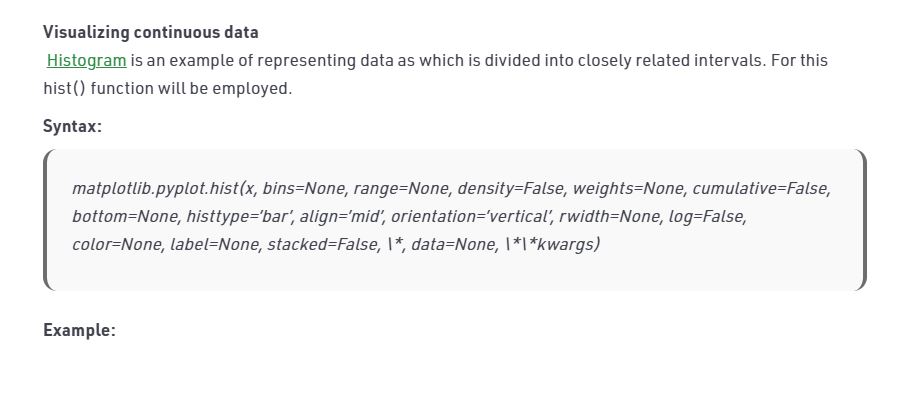 Visualizing continuous data
Histogram is an example of representing data as which is divided into closely related intervals. For this
hist() function will be employed.
Syntax:
matplotlib.pyplot.hist(x, bins=None, range=None, density=False, weights=None, cumulative=False,
bottom=None, histtype=’bar’, align=’mid’, orientation=’vertical’, rwidth=None, log=False,
color=None, label=None, stacked=False, \*, data=None, \*\*kwargs)
Example: